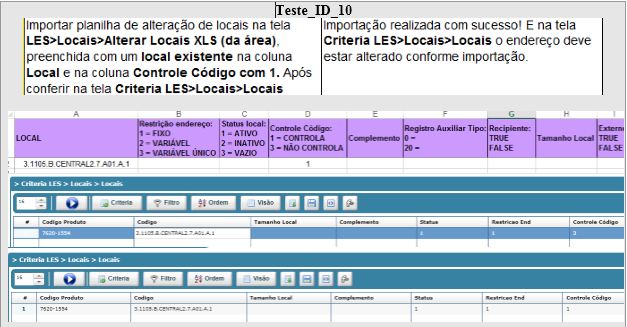 Teste_ID_10
Importar planilha de alteração de locais na tela
LES>Locais>Alterar Locais XLS (da área),
preenchida com um local existente na coluna
Local e na coluna Controle Código com 1. Após
conferir na tela Criteria LES>Locais>Locais
Importação realizada com sucesso! E na tela
Criteria LES>Locais>Locais o endereço deve
estar alterado conforme importação.
A B C D E F G H I
LOCAL
Restrição endereço:
1 = FIXO
2 = VARIÁVEL
3 = VARIÁVEL ÚNICO
Status local:
1 = ATIVO
2 = INATIVO
3 = VAZIO
Controle Código:
1 = CONTROLA
3 = NÃO CONTROLA
Complemento
Registro Auxiliar Tipo:
0 =
20 =
Recipiente:
TRUE
FALSE
Tamanho Local
Extern
TRUE
FALSE
3.1105.B.CENTRAL2.7.A01.A.1 1
> Criteria LES > Locais > Locais
16 Criteria Filtro Ordem Visão
# Codigo Produto Codigo Tamanho Local Complemento Status Restricao End Controle Código
7620-1554 3.1105.B.CENTRAL2.7.A01.A.1 1 1 3
> Criteria LES > Locais > Locais
16 Criteria Filtro Ordem Visão
# Codigo Produto Codigo Tamanho Local Complemento Status Restricao End Controle Código
1 7620-1554 3.1105.B.CENTRAL2.7.A01.A.1 1 1 1